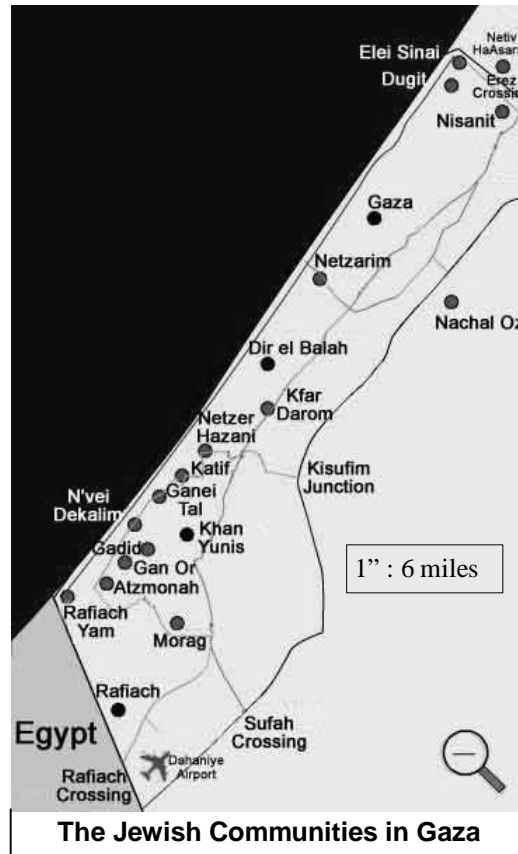 Elei Sinai
Netiv
HaAsara
Dugit
Erez
Crossing
Nisanit
Gaza
Netzarim
Nachal Oz
Dir el Balah
Kfar
Darom
Netzer
Hazani
Katif
Kisufim
Junction
N'vei
Dekalim
Ganei
Tal
Khan
Yunis
Gadid
Gan Or
1” : 6 miles
Atzmonah
Rafiach
Yam
Morag
Rafiach
Egypt
Sufah
Crossing
Dahaniye
Airport
Rafiach
Crossing
The Jewish Communities in Gaza